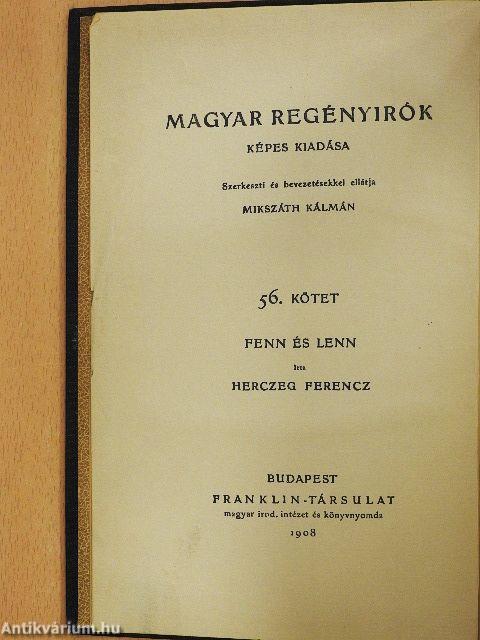 MAGYAR REGÉNYIRÓK
KÉPES KIADÁSA
Szerkeszti és bevezetésekkel ellátja
MIKSZÁTH KÁLMÁN
56. KÖTET
FENN ÉS LENN
Irta
HERCZEG FERENCZ
BUDAPEST
FRANKLIN-TÁRSULAT
magyar irod. intézet és könyvnyomda
1908
Antikvárium.hu